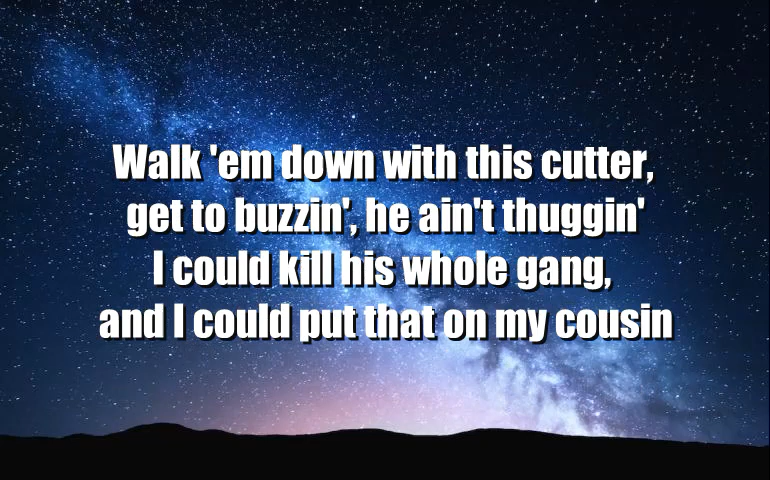 Walk 'em down with this cutter,
get to buzzin', he ain't thuggin'
I could kill his whole gang,
and I could put that on my cousin